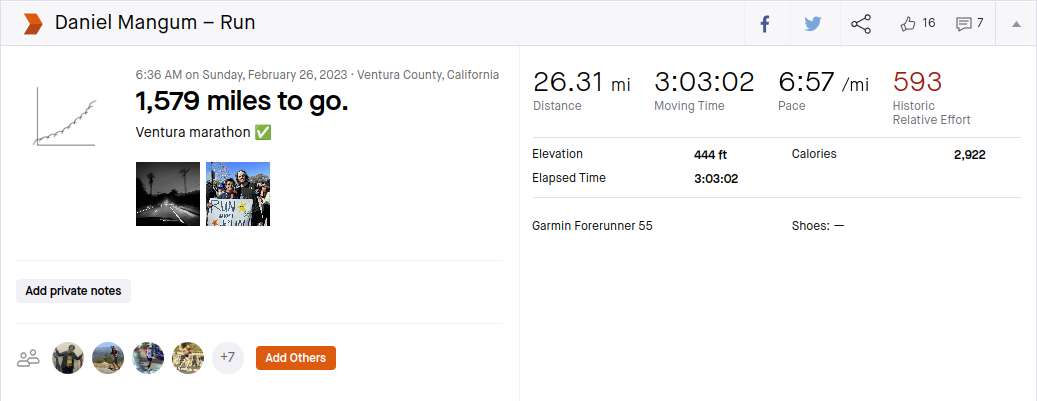 Daniel Mangum – Run
16
7
6:36 AM on Sunday, February 26, 2023 · Ventura County, California
1,579 miles to go.
Ventura marathon ✅
RUN
Add private notes
+7
Add Others
26.31 mi
Distance
3:03:02
Moving Time
6:57 /mi
Pace
593
Historic
Relative Effort
Elevation
444 ft
Calories
2,922
Elapsed Time
3:03:02
Garmin Forerunner 55
Shoes: —